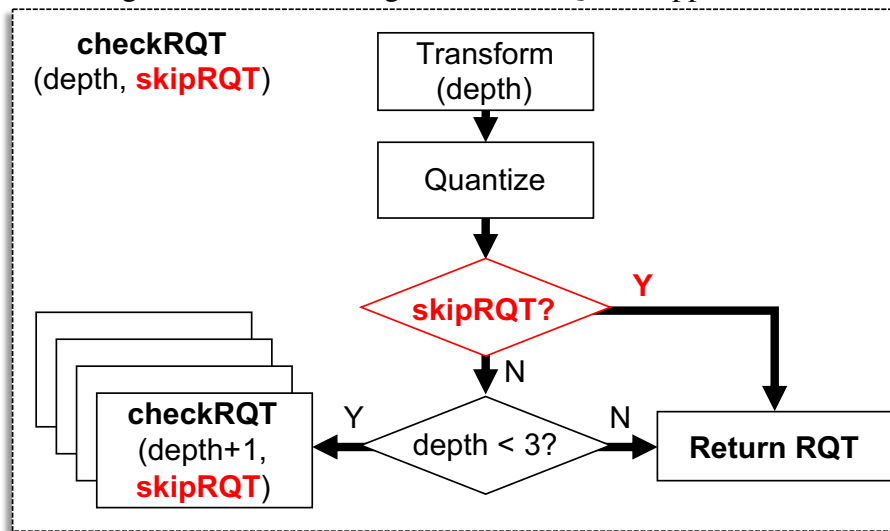 checkRQT
(depth, skipRQT)
Transform
(depth)
Quantize
skipRQT?
Y
N
checkRQT
(depth+1,
skipRQT)
Y
depth < 3?
N
Return RQT